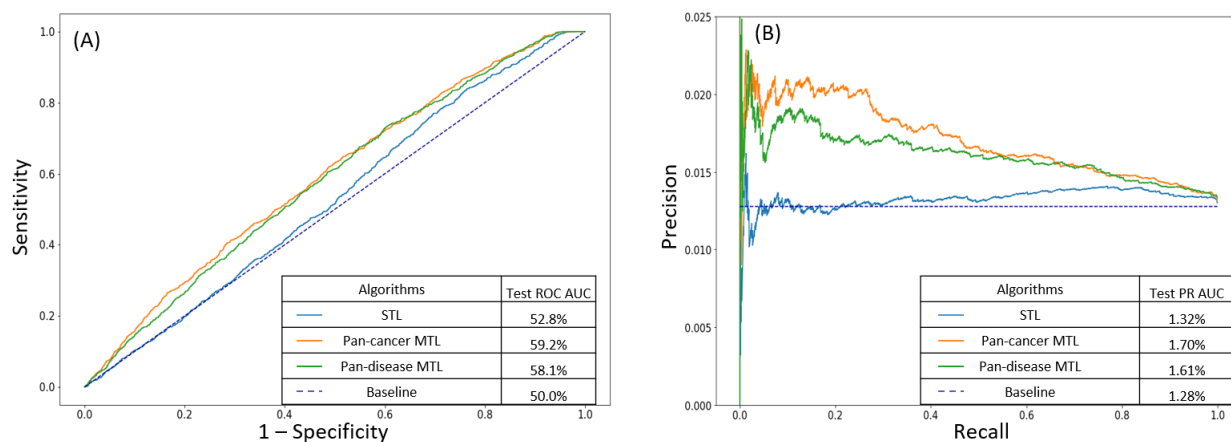 (A)
Sensitivity
1.0
0.8
0.6
0.4
0.2
0.0
0.0 0.2 0.4 0.6 0.8 1.0
1 – Specificity
Algorithms Test ROC AUC
STL 52.8%
Pan-cancer MTL 59.2%
Pan-disease MTL 58.1%
Baseline 50.0%
(B)
Precision
0.025
0.020
0.015
0.010
0.005
0.000
0.0 0.2 0.4 0.6 0.8 1.0
Recall
Algorithms Test PR AUC
STL 1.32%
Pan-cancer MTL 1.70%
Pan-disease MTL 1.61%
Baseline 1.28%